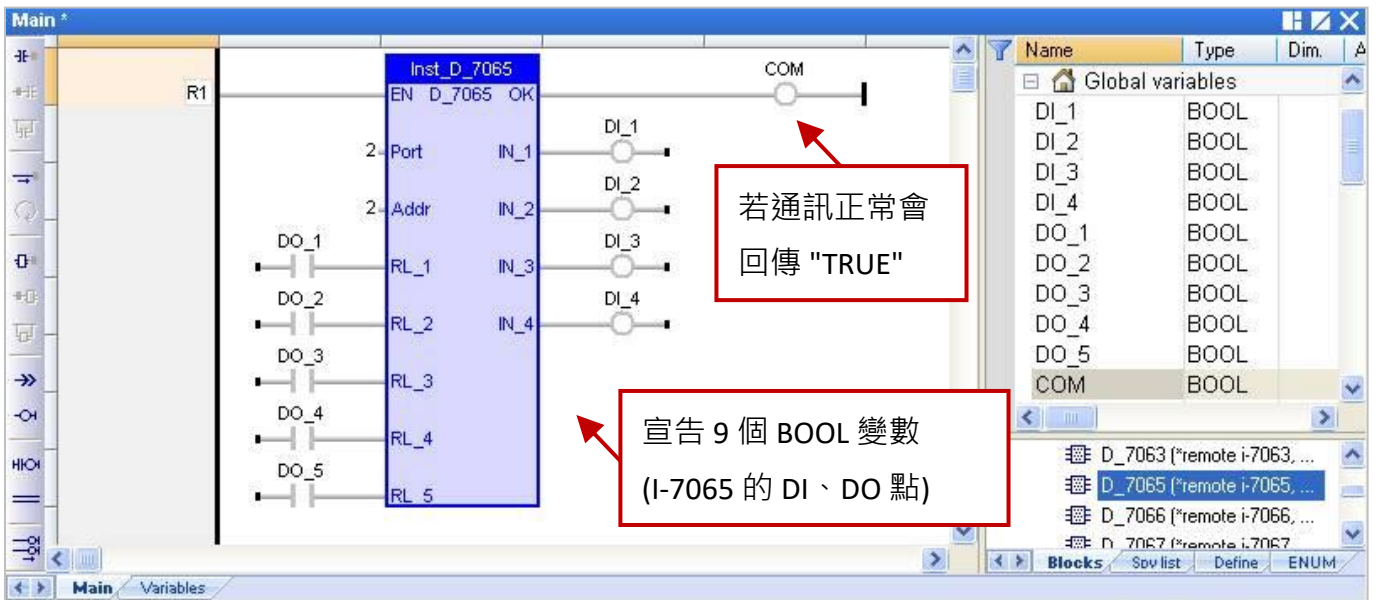 Main *
R1
Inst_D_7065
EN D_7065 OK
COM
2 Port IN_1 DI_1
2 Addr IN_2 DI_2
DO_1 RL_1 IN_3 DI_3
DO_2 RL_2 IN_4 DI_4
DO_3 RL_3
DO_4 RL_4
DO_5 RL_5
若通訊正常會
回傳 "TRUE"
宣告 9 個 BOOL 變數
(I-7065 的 DI、DO 點)
Name Type Dim. A
Global variables
DI_1 BOOL
DI_2 BOOL
DI_3 BOOL
DI_4 BOOL
DO_1 BOOL
DO_2 BOOL
DO_3 BOOL
DO_4 BOOL
DO_5 BOOL
COM BOOL
D_7063 (*remote i-7063, ...
D_7065 (*remote i-7065, ...
D_7066 (*remote i-7066, ...
D_7067 (*remote i-7067
Blocks Spy list Define ENUM
Main Variables